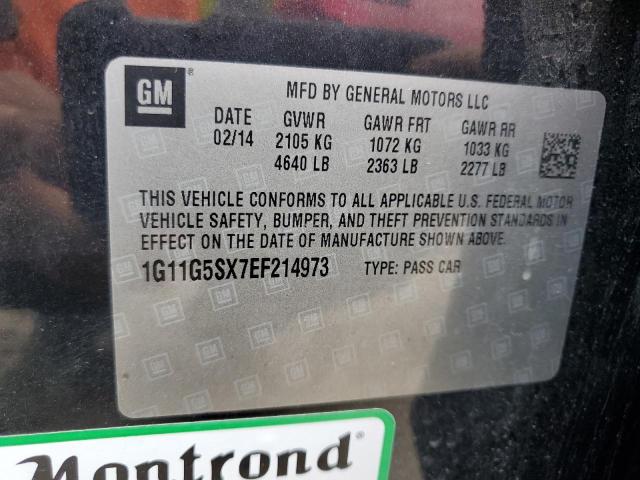 GM®
MFD BY GENERAL MOTORS LLC
DATE GVWR GAWR FRT GAWR RR
02/14 2105 KG 1072 KG 1033 KG
4640 LB 2363 LB 2277 LB
THIS VEHICLE CONFORMS TO ALL APPLICABLE U.S. FEDERAL MOTOR
VEHICLE SAFETY, BUMPER, AND THEFT PREVENTION STANDARDS IN
EFFECT ON THE DATE OF MANUFACTURE SHOWN ABOVE.
1G11G5SX7EF214973 TYPE: PASS CAR
Montrond®